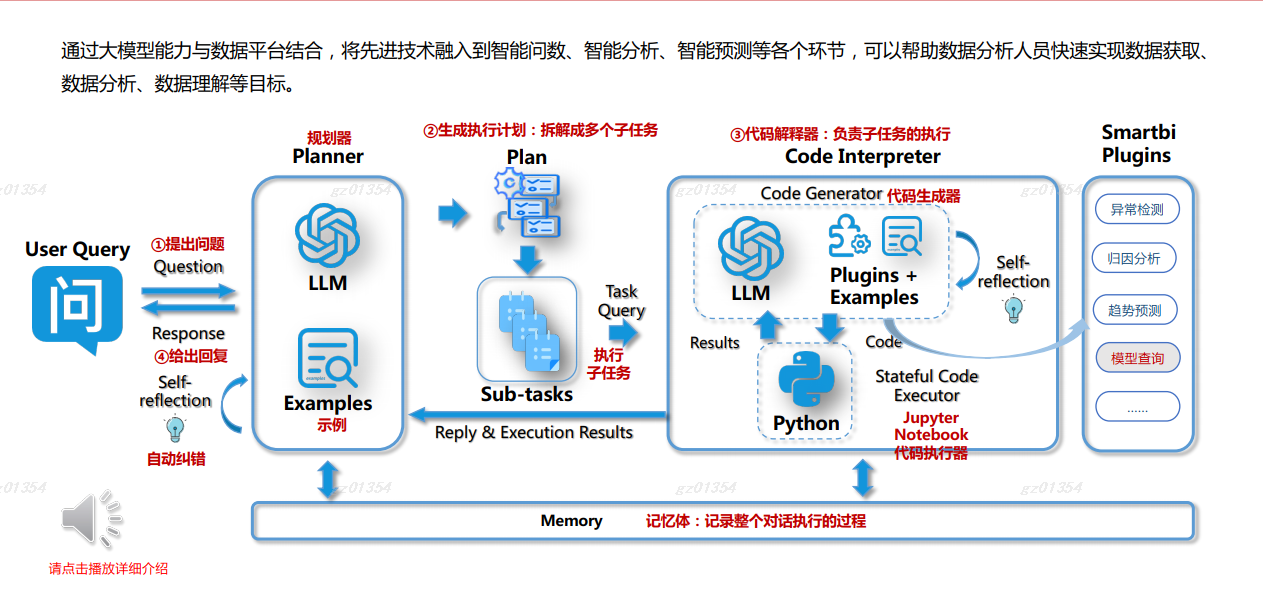 通过大模型能力与数据平台结合，将先进技术融入到智能问数、智能分析、智能预测等各个环节，可以帮助数据分析人员快速实现数据获取、
数据分析、数据理解等目标。
规划器
Planner
②生成执行计划：拆解成多个子任务
Plan
③代码解释器：负责子任务的执行
Code Interpreter
Smartbi
Plugins
gz01354
gz01354
gz01354
gz01354
User Query
问
①提出问题
Question
Response
④给出回复
Self-
reflection
自动纠错
LLM
examples
Examples
示例
Sub-tasks
Task
Query
执行
子任务
Reply & Execution Results
Code Generator 代码生成器
LLM
Plugins +
Examples
Self-
reflection
Results
Code
Python
Stateful Code
Executor
Jupyter
Notebook
代码执行器
异常检测
归因分析
趋势预测
模型查询
......
gz01354
gz01354
gz01354
gz01354
Memory
记忆体：记录整个对话执行的过程
请点击播放详细介绍